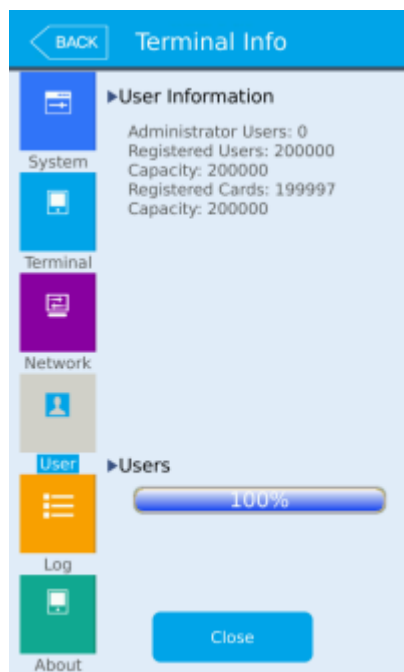 BACK
Terminal Info
System
Terminal
Network
User
Log
About
▶User Information
Administrator Users: 0
Registered Users: 200000
Capacity: 200000
Registered Cards: 199997
Capacity: 200000
▶Users
100%
Close